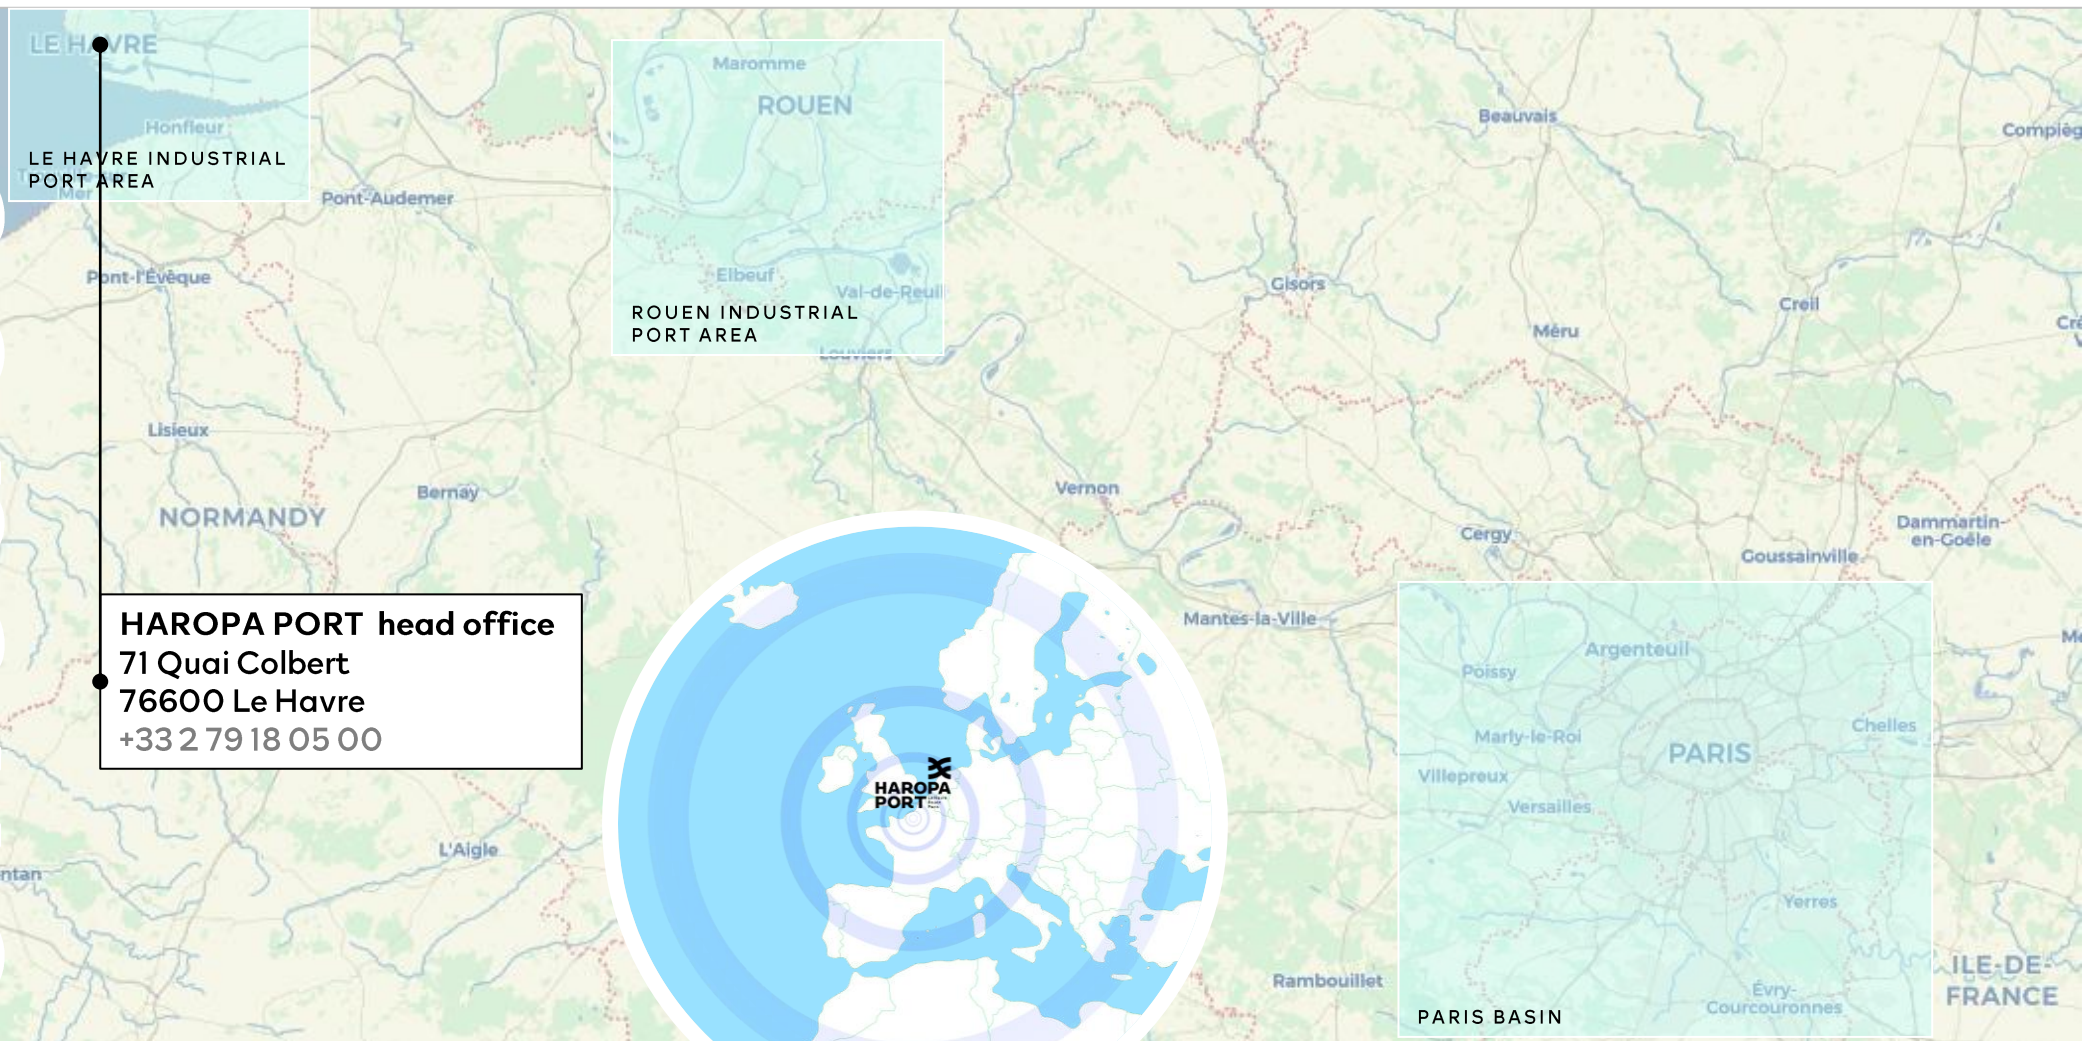 LE HAVRE
Honfleur
LE HAVRE INDUSTRIAL
PORT AREA
Mer
Pont-Audemer
Pont-l'Évêque
Lisieux
Bernay
NORMANDY
Maromme
ROUEN
Elbeuf
Val-de-Reuil
ROUEN INDUSTRIAL
PORT AREA
Louviers
Beauvais
Compièg
Gisors
Creil
Méru
Vernon
Cergy
Dammartin-
en-Goële
Goussainville
Mantes-la-Ville
HAROPA PORT head office
71 Quai Colbert
76600 Le Havre
+33 2 79 18 05 00
HAROPA
PORT
L'Aigle
ntan
Argenteuil
Poissy
Marly-le-Roi
Chelles
PARIS
Villepreux
Versailles
Yerres
Rambouillet
Évry-
Courcouronnes
PARIS BASIN
ILE-DE-
FRANCE